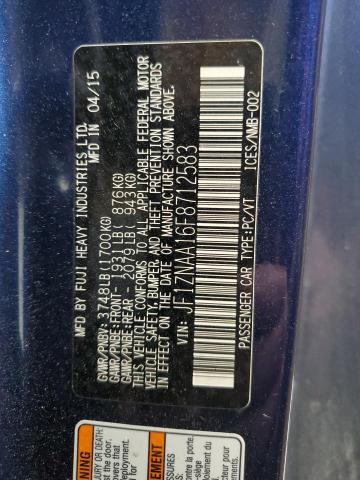 MFD BY FUJI HEAVY INDUSTRIES LTD.
MFD IN 04/15
GVWR/PNBV: 3748LB(1700KG)
GAWR/PNBE:FRONT-1931LB( 876KG)
GAWR/PNBE:REAR - 2079LB( 943KG)
THIS VEHICLE CONFORMS TO ALL APPLICABLE FEDERAL MOTOR
VEHICLE SAFETY, BUMPER, AND THEFT PREVENTION STANDARDS
IN EFFECT ON THE DATE OF MANUFACTURE SHOWN ABOVE.
VIN: JF1ZNAA16F8712583
PASSENGER CAR TYPE:PC/VT ICES/NMB-002
INJURY OR DEATH: